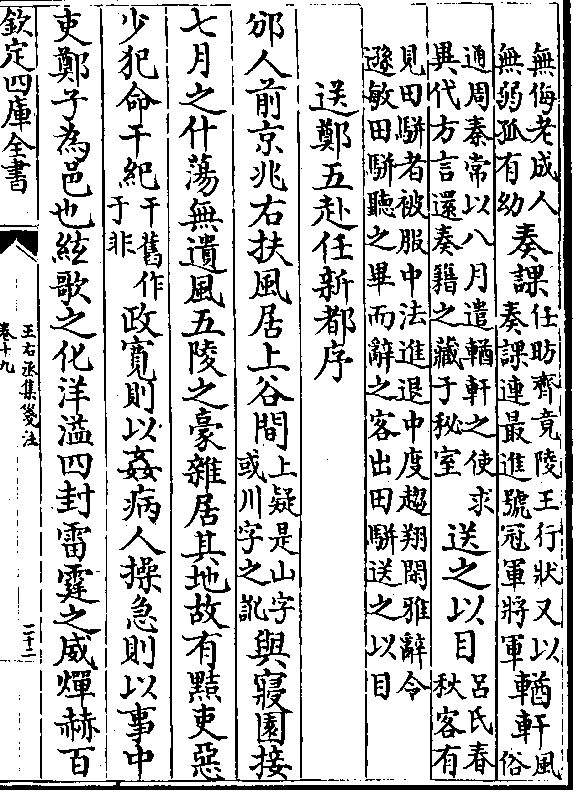 無侮老成人
無弱孤有幼
奏課
任昉齊竟陵王行狀又以
奏課連最進號冠軍將軍
輶軒
風
俗
通周秦常以八月遣輶軒之使求
異代方言還奏籍之藏于秘室
送之以目
呂氏春
秋客有
見田駢者被服中法進退中度趨翔閑雅辭令
遜敏田駢聽之畢而辭之客出田駢送之以目
送鄭五赴任新都序
邠人前京兆右扶風居上谷間
上疑是山字
或川字之訛
與寢園接
七月之什蕩無遺風五陵之豪雜居其地故有黠吏惡
少犯命干紀
干舊作
于非
政寬則以姦病人操急則以事中
吏鄭子為邑也絃歌之化洋溢四封雷霆之威燀赫百
欽定四庫全書
王右丞集箋注
卷十九
二十二